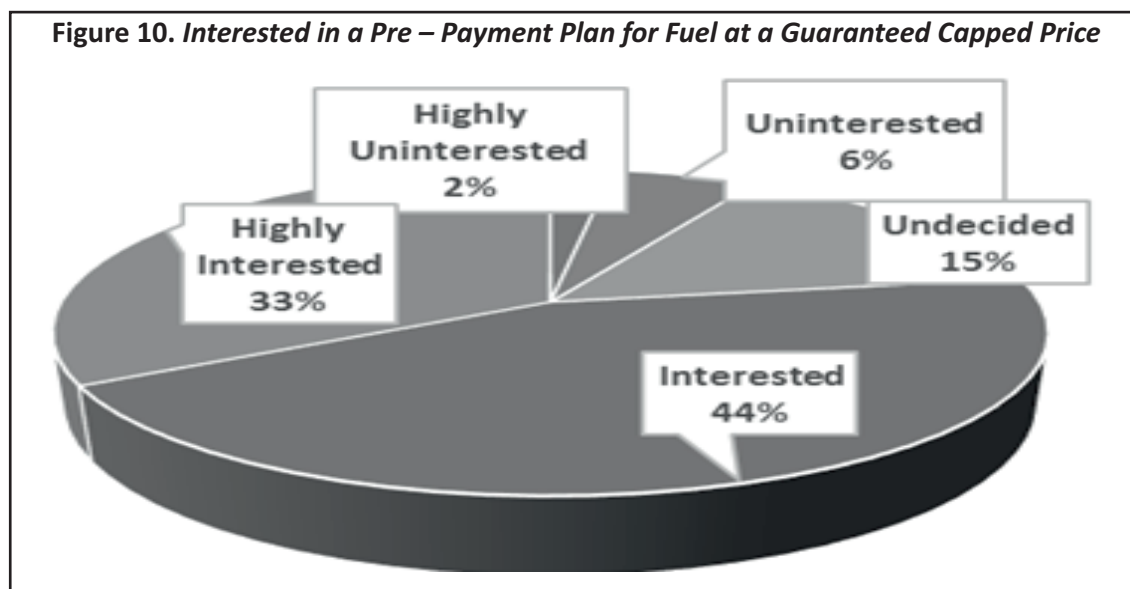 Figure 10. Interested in a Pre – Payment Plan for Fuel at a Guaranteed Capped Price
Highly
Uninterested
2%
Uninterested
6%
Undecided
15%
Highly
Interested
33%
Interested
44%